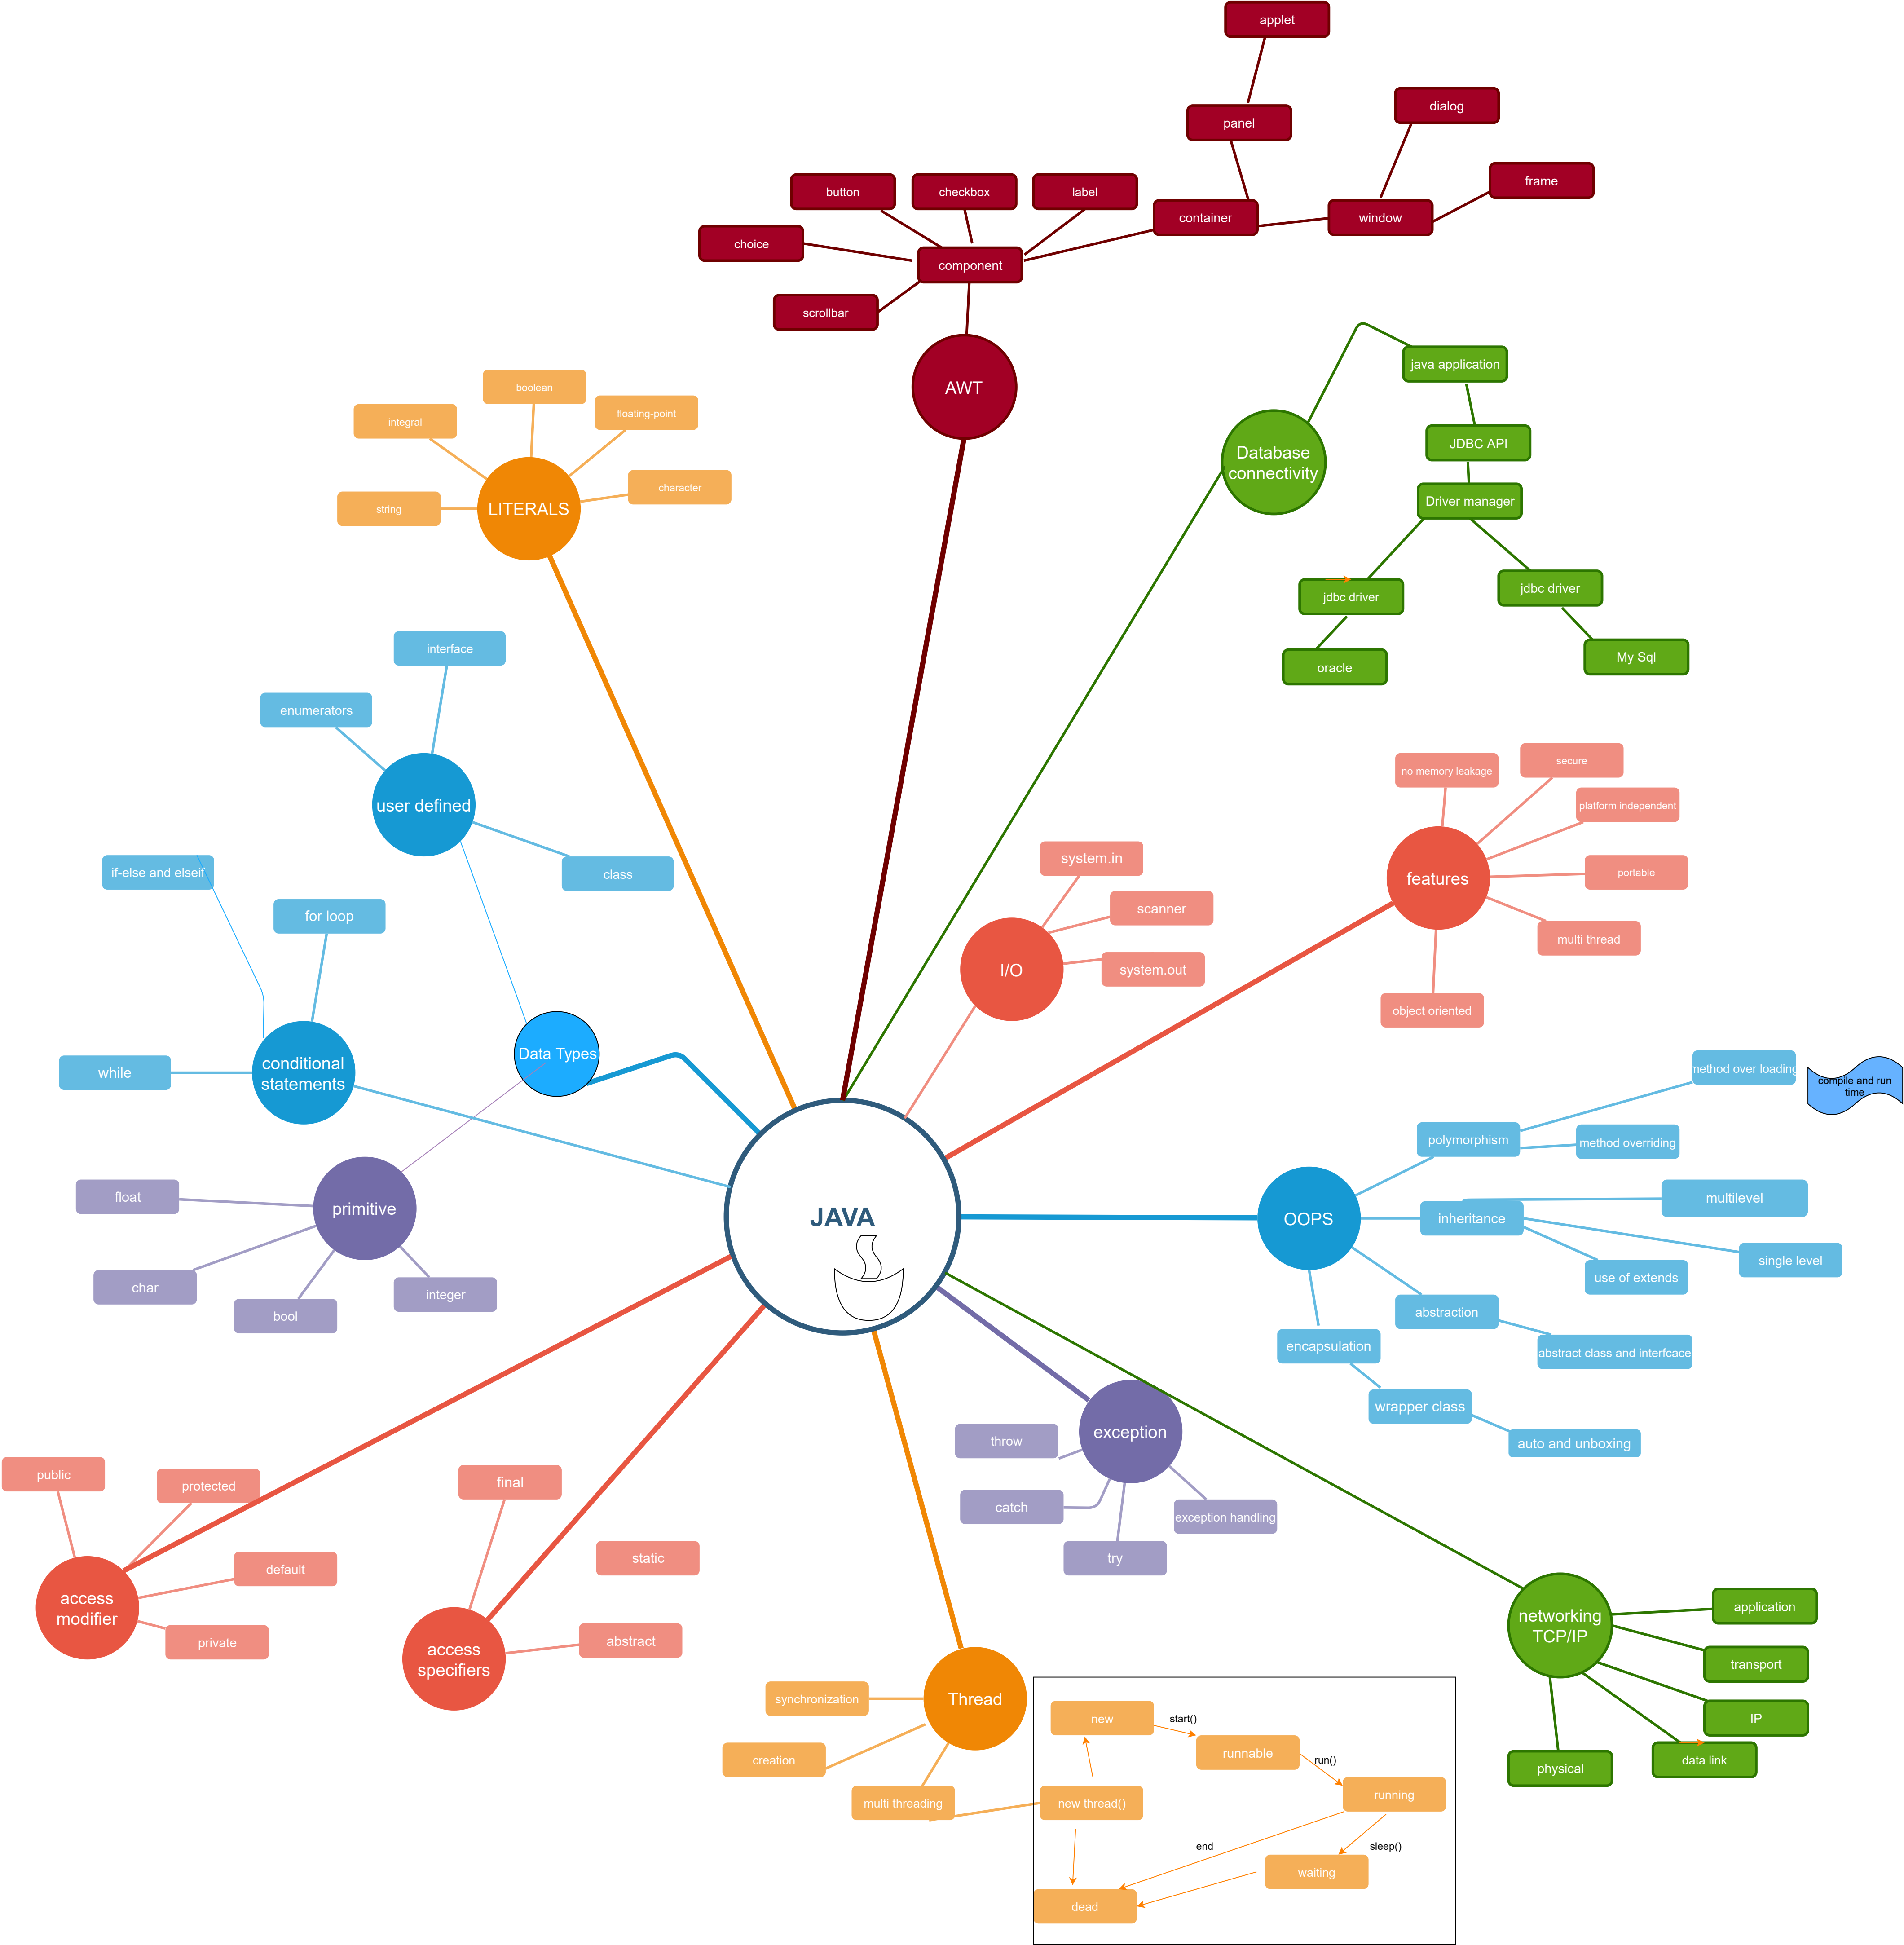 applet
panel
dialog
frame
button
checkbox
label
container
window
choice
component
scrollbar
AWT
java application
JDBC API
Database
connectivity
Driver manager
jdbc driver
jdbc driver
oracle
My Sql
boolean
integral
floating-point
character
string
LITERALS
interface
enumerators
user defined
class
if-else and elseif
for loop
conditional
statements
while
Data Types
primitive
float
char
bool
integer
system.in
scanner
system.out
I/O
no memory leakage
secure
platform independent
features
portable
multi thread
object oriented
method over loading
compile and run
time
polymorphism
method overriding
multilevel
OOPS
inheritance
single level
use of extends
abstraction
abstract class and interfcace
encapsulation
wrapper class
auto and unboxing
JAVA
exception
throw
catch
exception handling
try
public
protected
default
access
modifier
private
final
static
abstract
access
specifiers
Thread
synchronization
creation
multi threading
new
start()
runnable
run()
running
new thread()
end
sleep()
waiting
dead
networking
TCP/IP
application
transport
IP
data link
physical